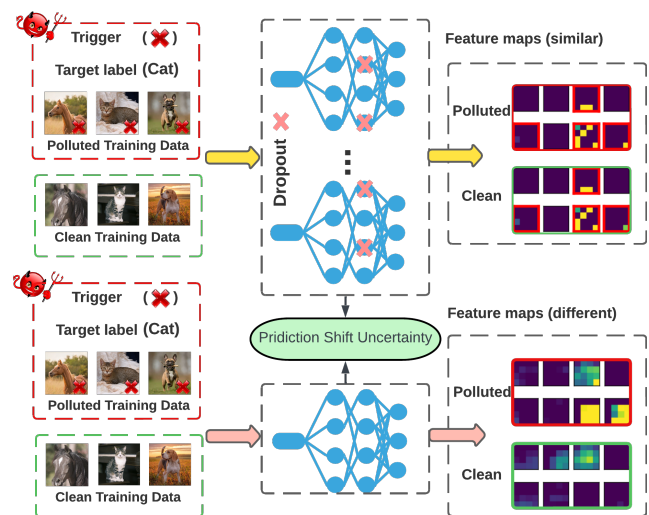 Trigger ( )
Target label (Cat)
Polluted Training Data
Clean Training Data
Dropout
...
Feature maps (similar)
Polluted
Clean
Trigger ( )
Target label (Cat)
Polluted Training Data
Clean Training Data
Pridiction Shift Uncertainty
Feature maps (different)
Polluted
Clean